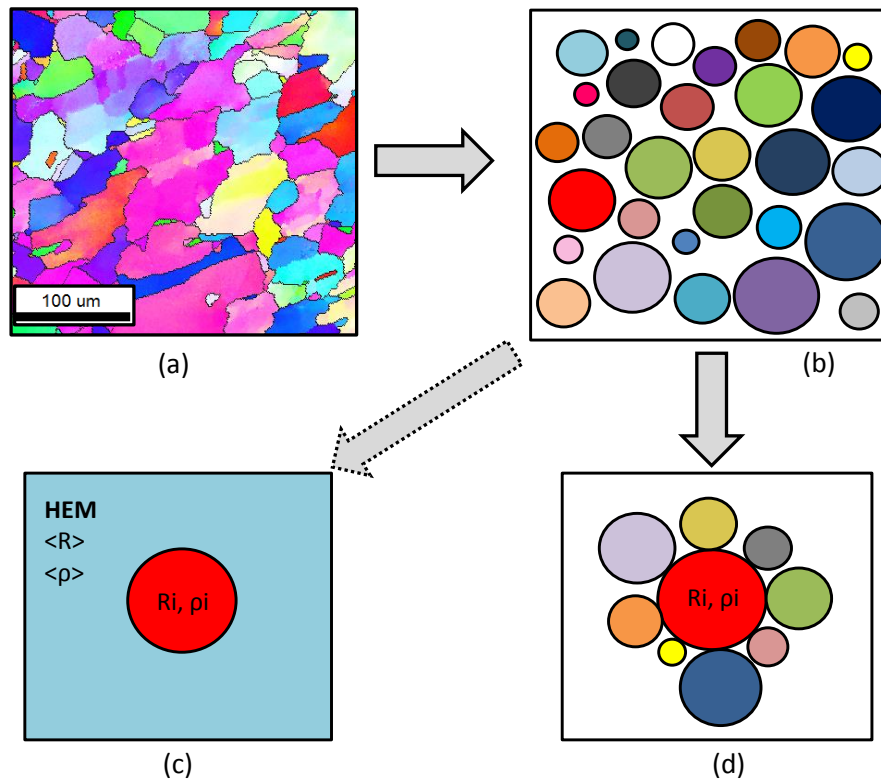 100 um
(a)
(b)
HEM
<R>
<ρ>
Ri, ρi
(c)
Ri, ρi
(d)